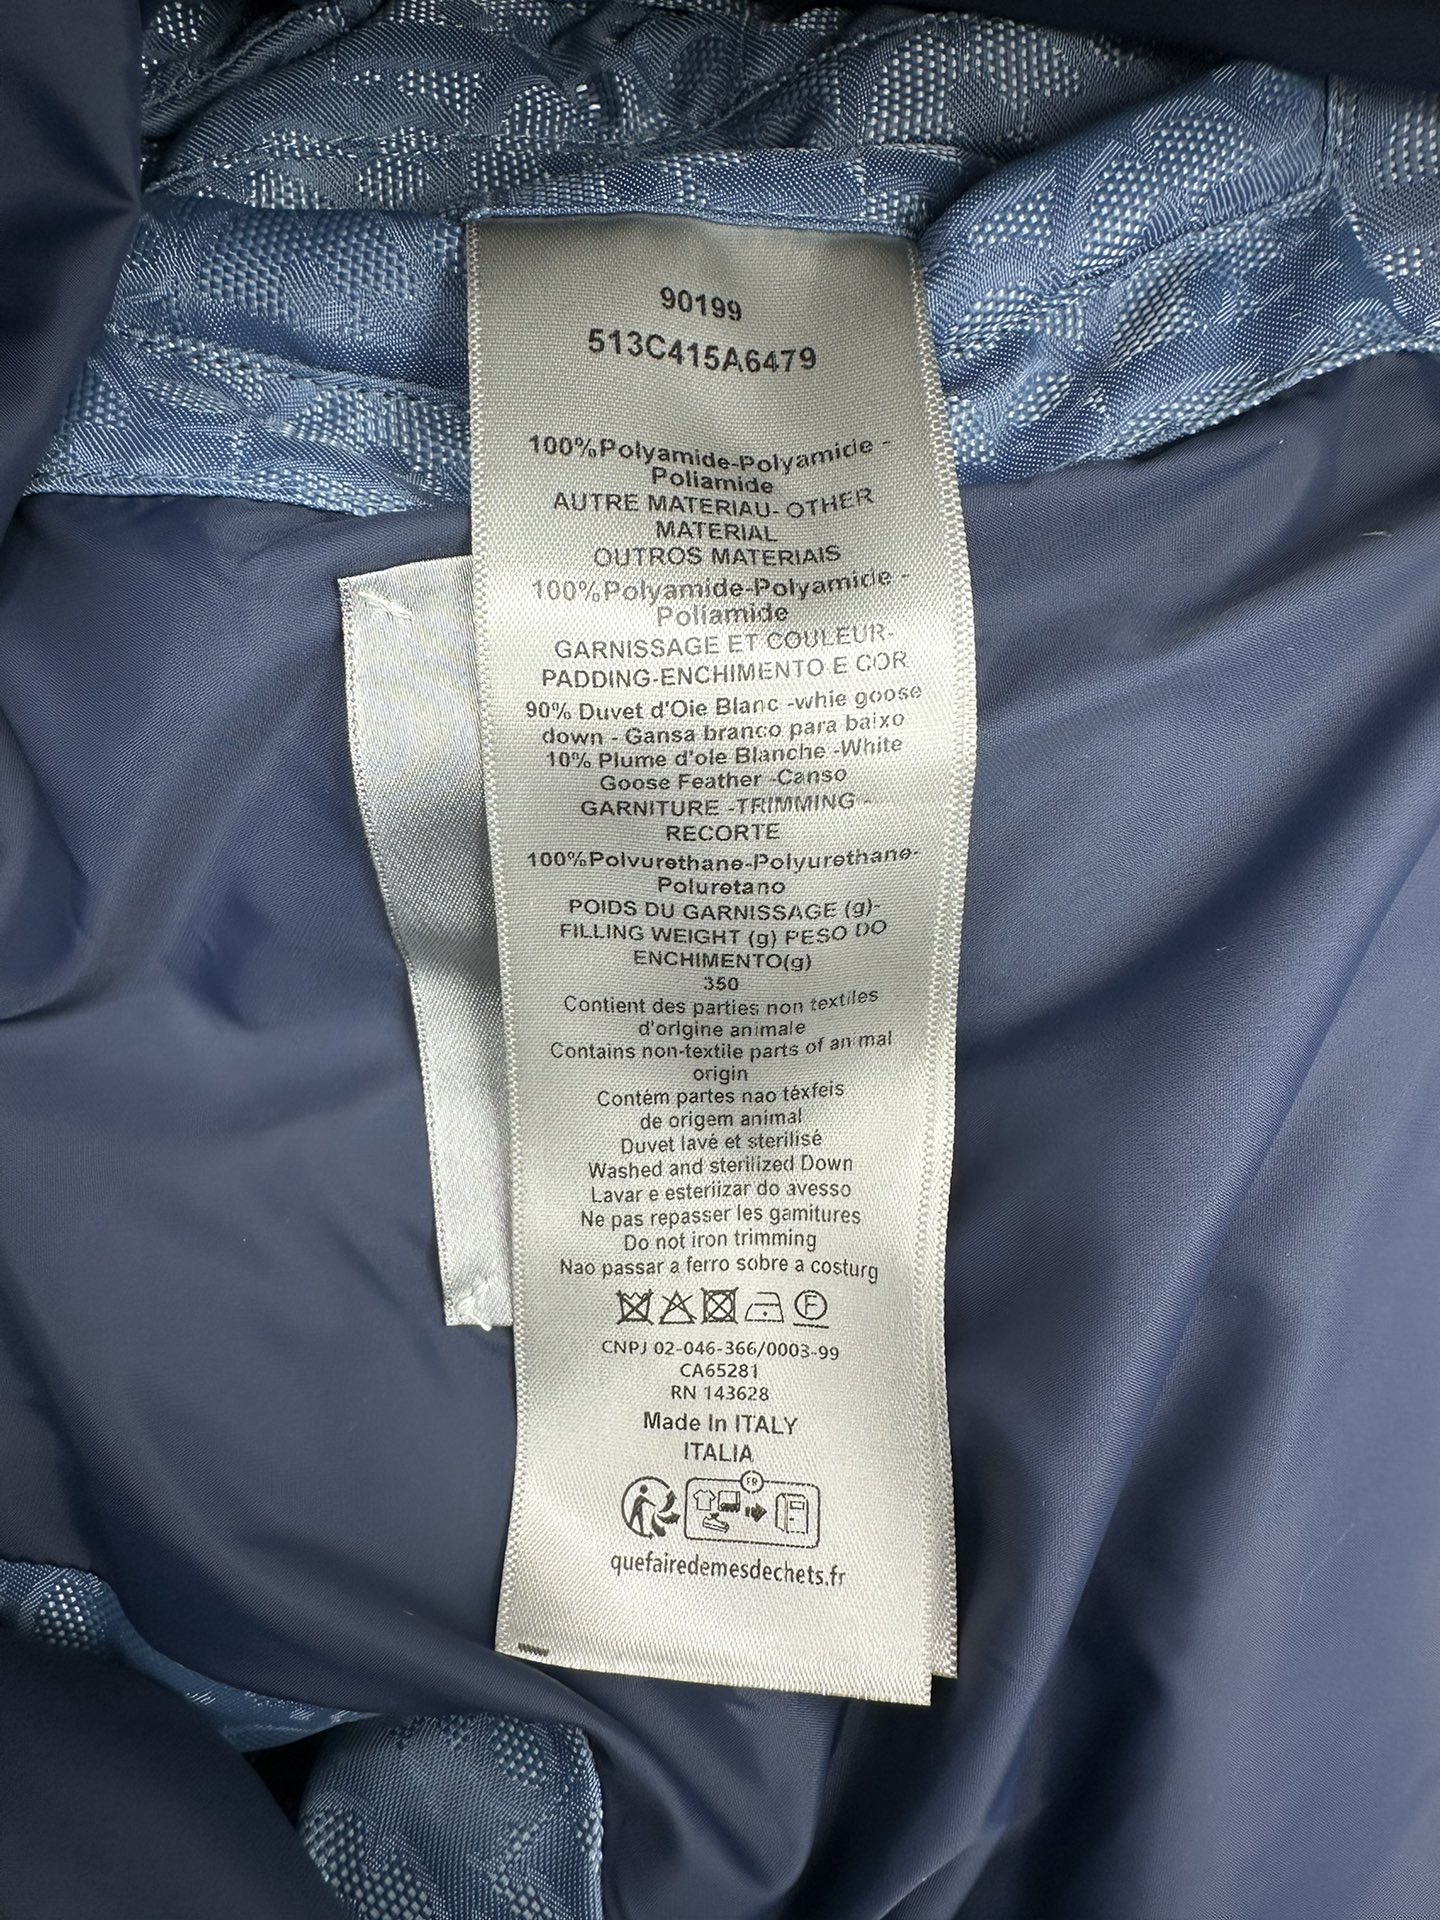 90199
513C415A6479
100%Polyamide-Polyamide -
Poliamide
AUTRE MATERIAU- OTHER
MATERIAL
OUTROS MATERIAIS
100%Polyamide-Polyamide -
Poliamide
GARNISSAGE ET COULEUR-
PADDING-ENCHIMENTO E COR
90% Duvet d'Oie Blanc -whie goose
down - Gansa branco para baixo
10% Plume d'oie Blanche -White
Goose Feather -Canso
GARNITURE -TRIMMING -
RECORTE
100%Polvurethane-Polyurethane-
Poluretano
POIDS DU GARNISSAGE (g)-
FILLING WEIGHT (g) PESO DO
ENCHIMENTO(g)
350
Contient des parties non textiles
d'origine animale
Contains non-textile parts of animal
origin
Contém partes nao téxfeis
de origem animal
Duvet lavé et sterilisé
Washed and sterilized Down
Lavar e esteriizar do avesso
Ne pas repasser les gamitures
Do not iron trimming
Nao passar a ferro sobre a costurg
F
CNPJ 02-046-366/0003-99
CA65281
RN 143628
Made In ITALY
ITALIA
FR
quefairedemesdechets.fr